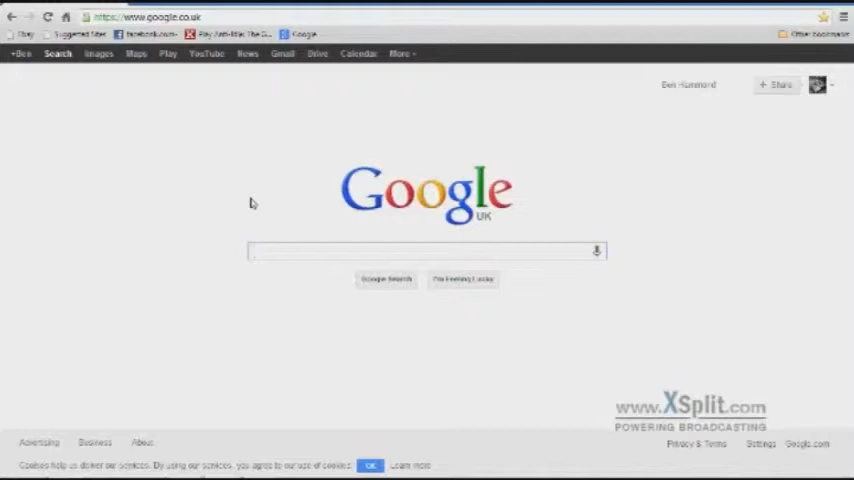 https://www.google.co.uk
Ebay Suggested Sites facebook.com Play Google Other bookmarks
+Ben Search Images Maps Play YouTube News Gmail Drive Calendar More
Ben Hammond + Share
Google
UK
Google Search I'm Feeling Lucky
www.XSplit.com
POWERING BROADCASTING
Advertising Business About Privacy & Terms Settings Google.com
Cookies help us deliver our services. By using our services, you agree to our use of cookies. OK Learn more